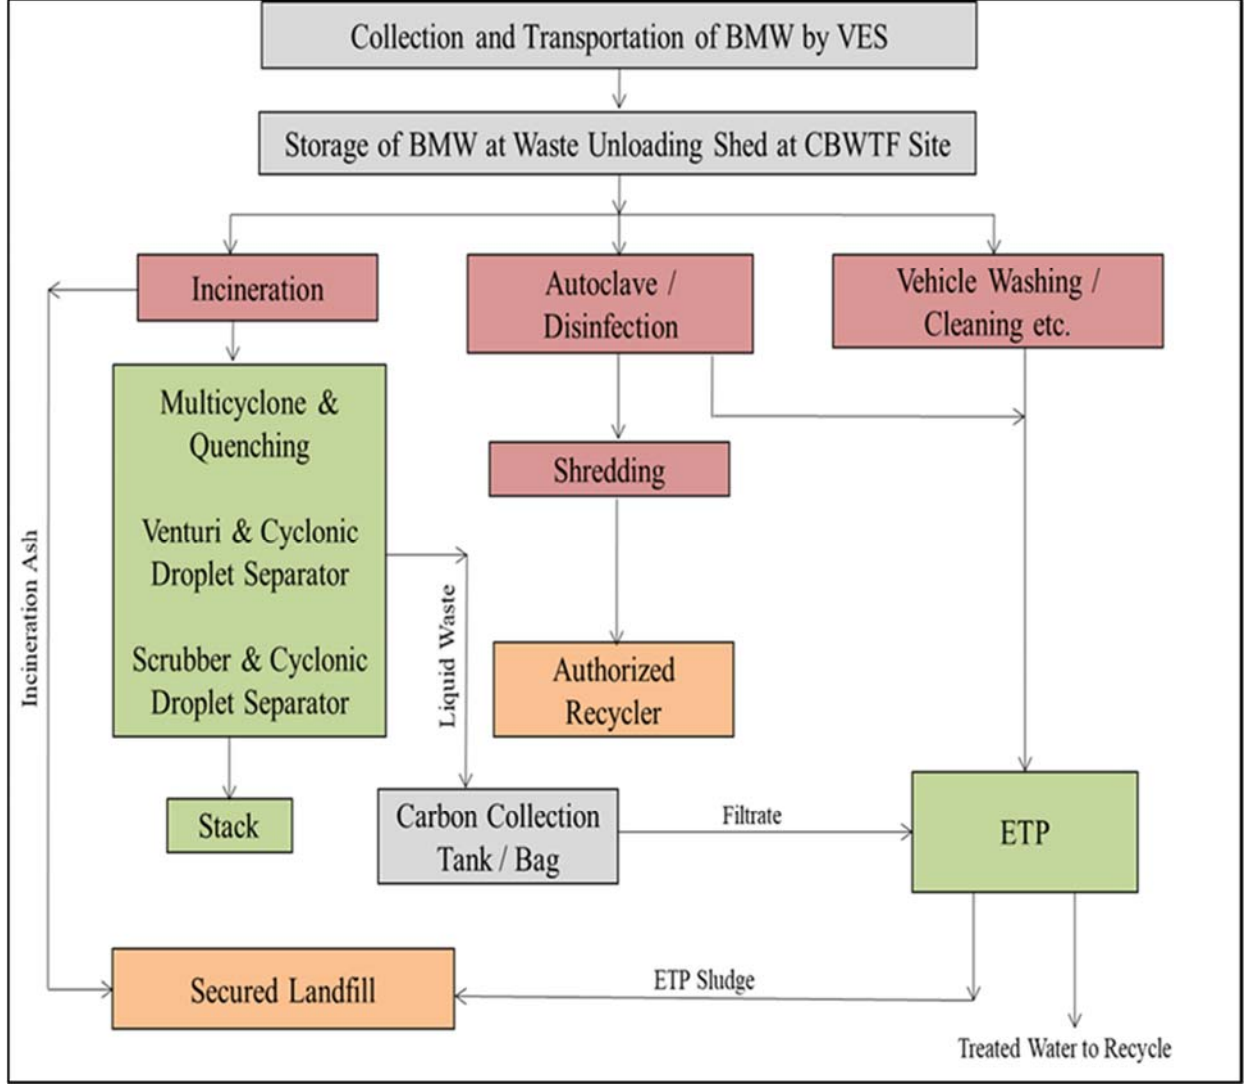 Collection and Transportation of BMW by VES
Storage of BMW at Waste Unloading Shed at CBWTF Site
Incineration
Autoclave /
Disinfection
Vehicle Washing /
Cleaning etc.
Multicyclone &
Quenching
Venturi & Cyclonic
Droplet Separator
Scrubber & Cyclonic
Droplet Separator
Shredding
Incineration Ash
Liquid Waste
Authorized
Recycler
Stack
Carbon Collection
Tank / Bag
Filtrate
ETP
Secured Landfill
ETP Sludge
Treated Water to Recycle